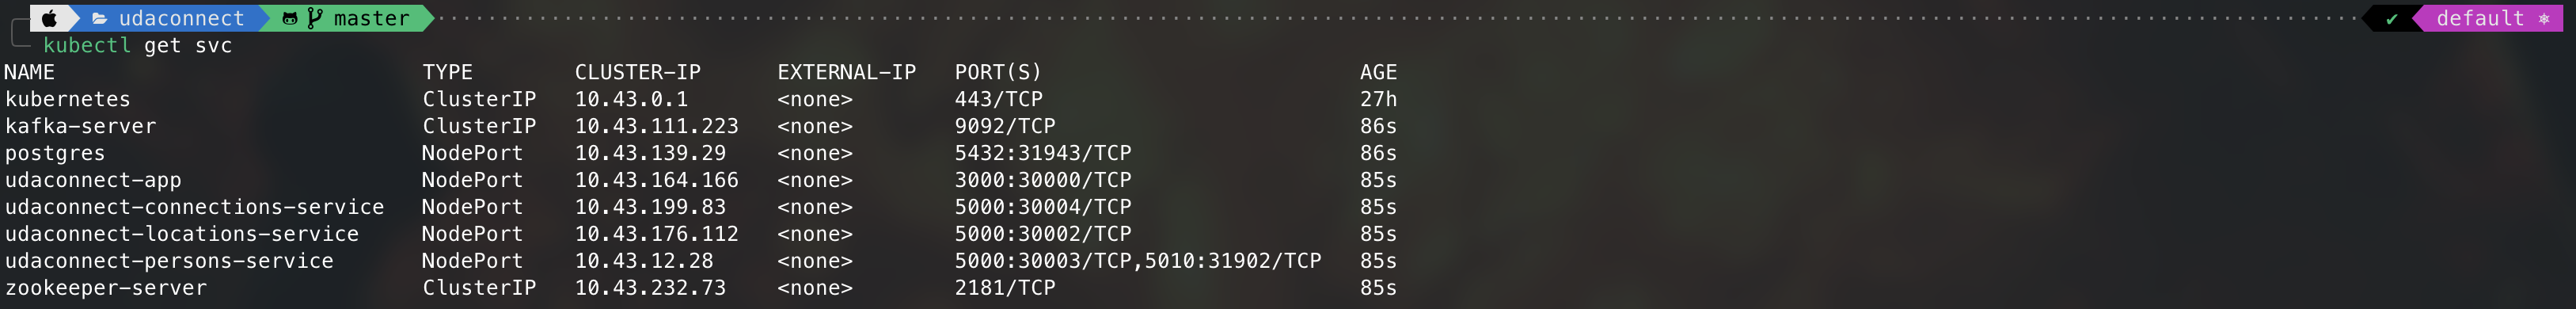 udaconnect master default
kubectl get svc
NAME TYPE CLUSTER-IP EXTERNAL-IP PORT(S) AGE
kubernetes ClusterIP 10.43.0.1 <none> 443/TCP 27h
kafka-server ClusterIP 10.43.111.223 <none> 9092/TCP 86s
postgres NodePort 10.43.139.29 <none> 5432:31943/TCP 86s
udaconnect-app NodePort 10.43.164.166 <none> 3000:30000/TCP 85s
udaconnect-connections-service NodePort 10.43.199.83 <none> 5000:30004/TCP 85s
udaconnect-locations-service NodePort 10.43.176.112 <none> 5000:30002/TCP 85s
udaconnect-persons-service NodePort 10.43.12.28 <none> 5000:30003/TCP,5010:31902/TCP 85s
zookeeper-server ClusterIP 10.43.232.73 <none> 2181/TCP 85s